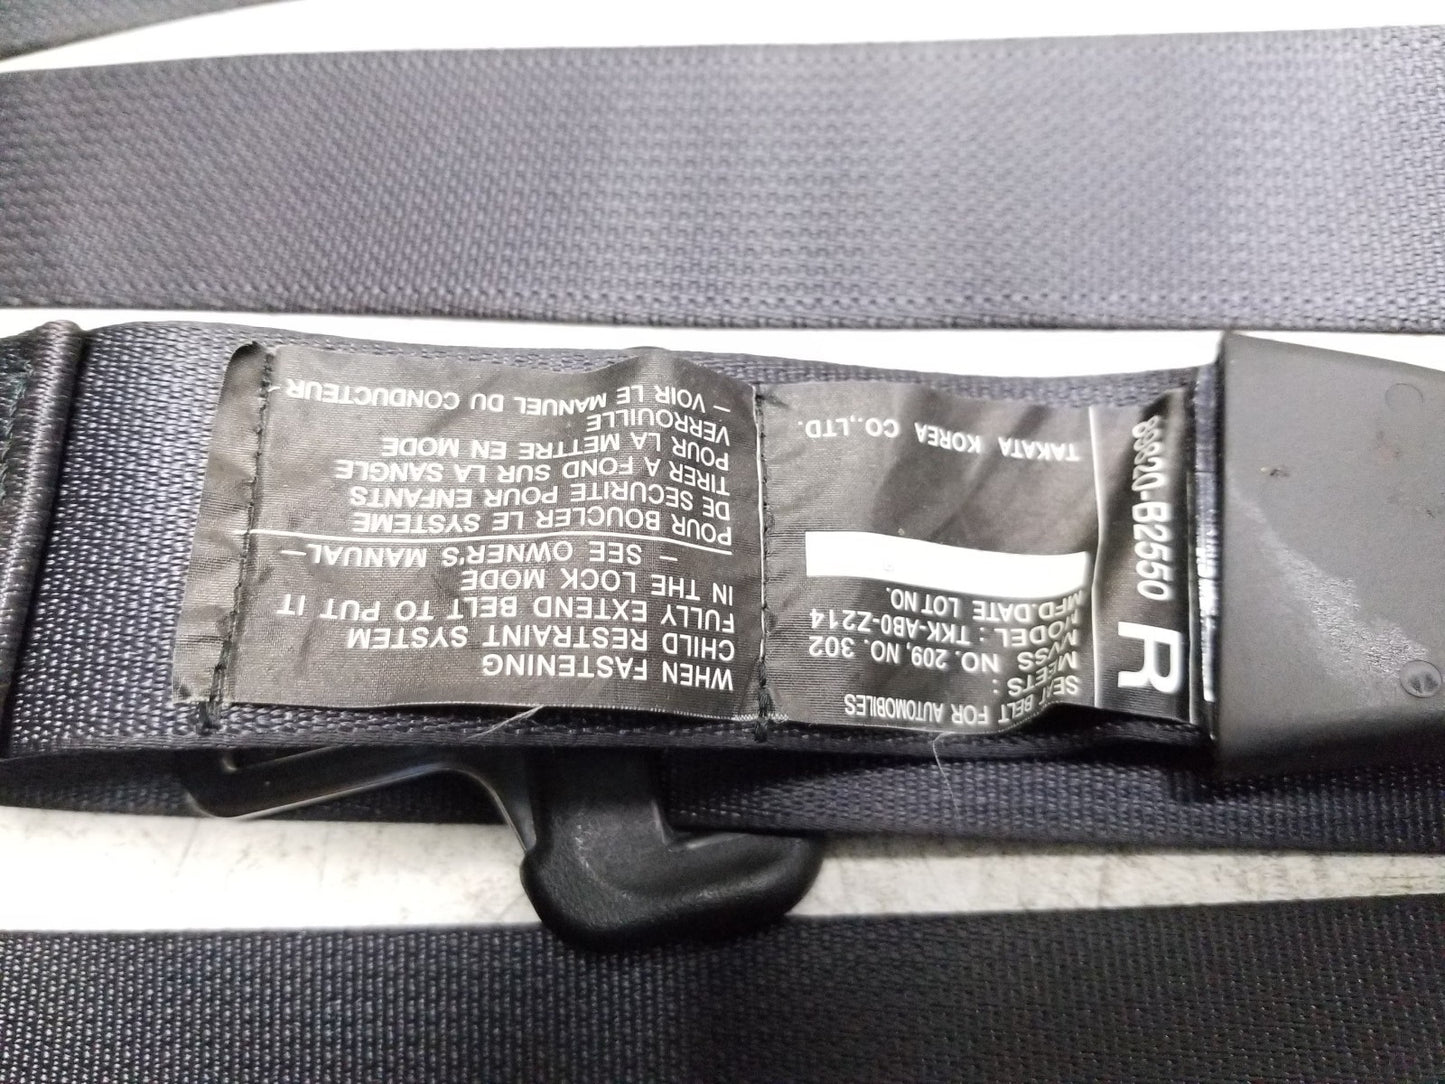 R
88820-B2550
SEAT BELT FOR AUTOMOBILES
MEETS :
MVSS NO. 209, NO. 302
MODEL : TKK-AB0-Z214
MFD.DATE LOT NO.
TAKATA KOREA CO.,LTD.
WHEN FASTENING
CHILD RESTRAINT SYSTEM
FULLY EXTEND BELT TO PUT IT
IN THE LOCK MODE
— SEE OWNER'S MANUAL —
POUR BOUCLER LE SYSTEME
DE SECURITE POUR ENFANTS
TIRER A FOND SUR LA SANGLE
POUR LA METTRE EN MODE
VERROUILLE
— VOIR LE MANUEL DU CONDUCTEUR —